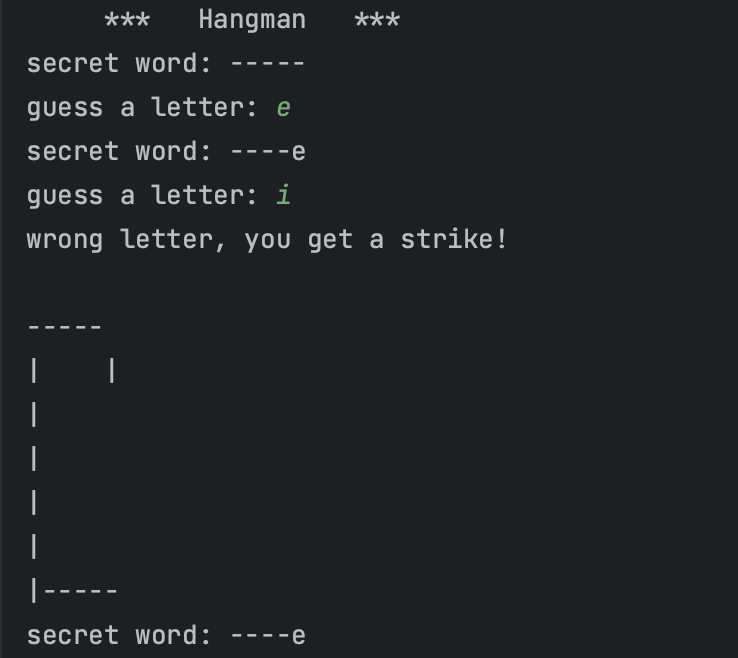 ***   Hangman   ***
secret word: -----
guess a letter: e
secret word: ----e
guess a letter: i
wrong letter, you get a strike!

-----
|    |
|
|
|
|
|-----
secret word: ----e